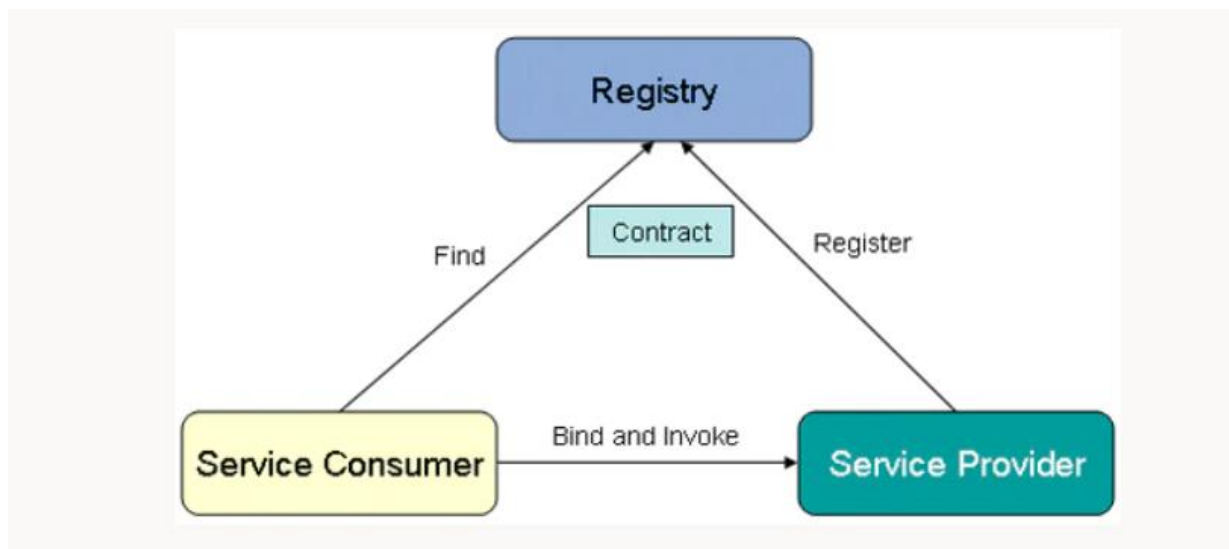 Registry
Contract
Find
Register
Bind and Invoke
Service Consumer
Service Provider